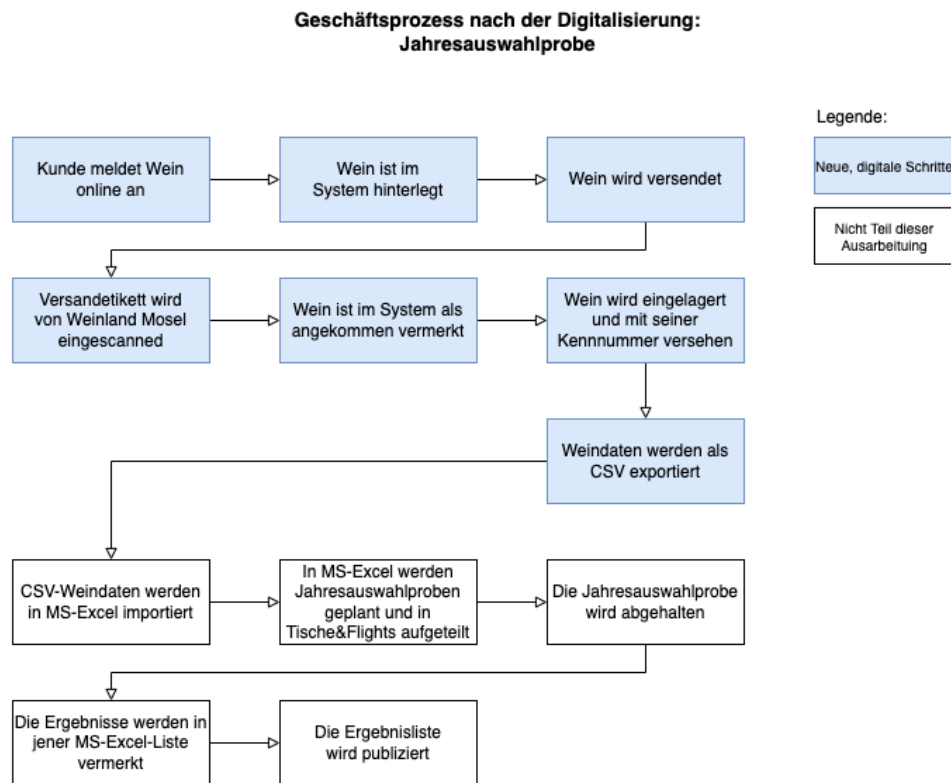 Geschäftsprozess nach der Digitalisierung:
Jahresauswahlprobe
Legende:
Neue, digitale Schritte
Nicht Teil dieser
Ausarbeituing
Kunde meldet Wein
online an
Wein ist im
System hinterlegt
Wein wird versendet
Versandetikett wird
von Weinland Mosel
eingescanned
Wein ist im System als
angekommen vermerkt
Wein wird eingelagert
und mit seiner
Kennnummer versehen
Weindaten werden als
CSV exportiert
CSV-Weindaten werden
in MS-Excel importiert
In MS-Excel werden
Jahresauswahlproben
geplant und in
Tische&Flights aufgeteilt
Die Jahresauswahlprobe
wird abgehalten
Die Ergebnisse werden in
jener MS-Excel-Liste
vermerkt
Die Ergebnisliste
wird publiziert